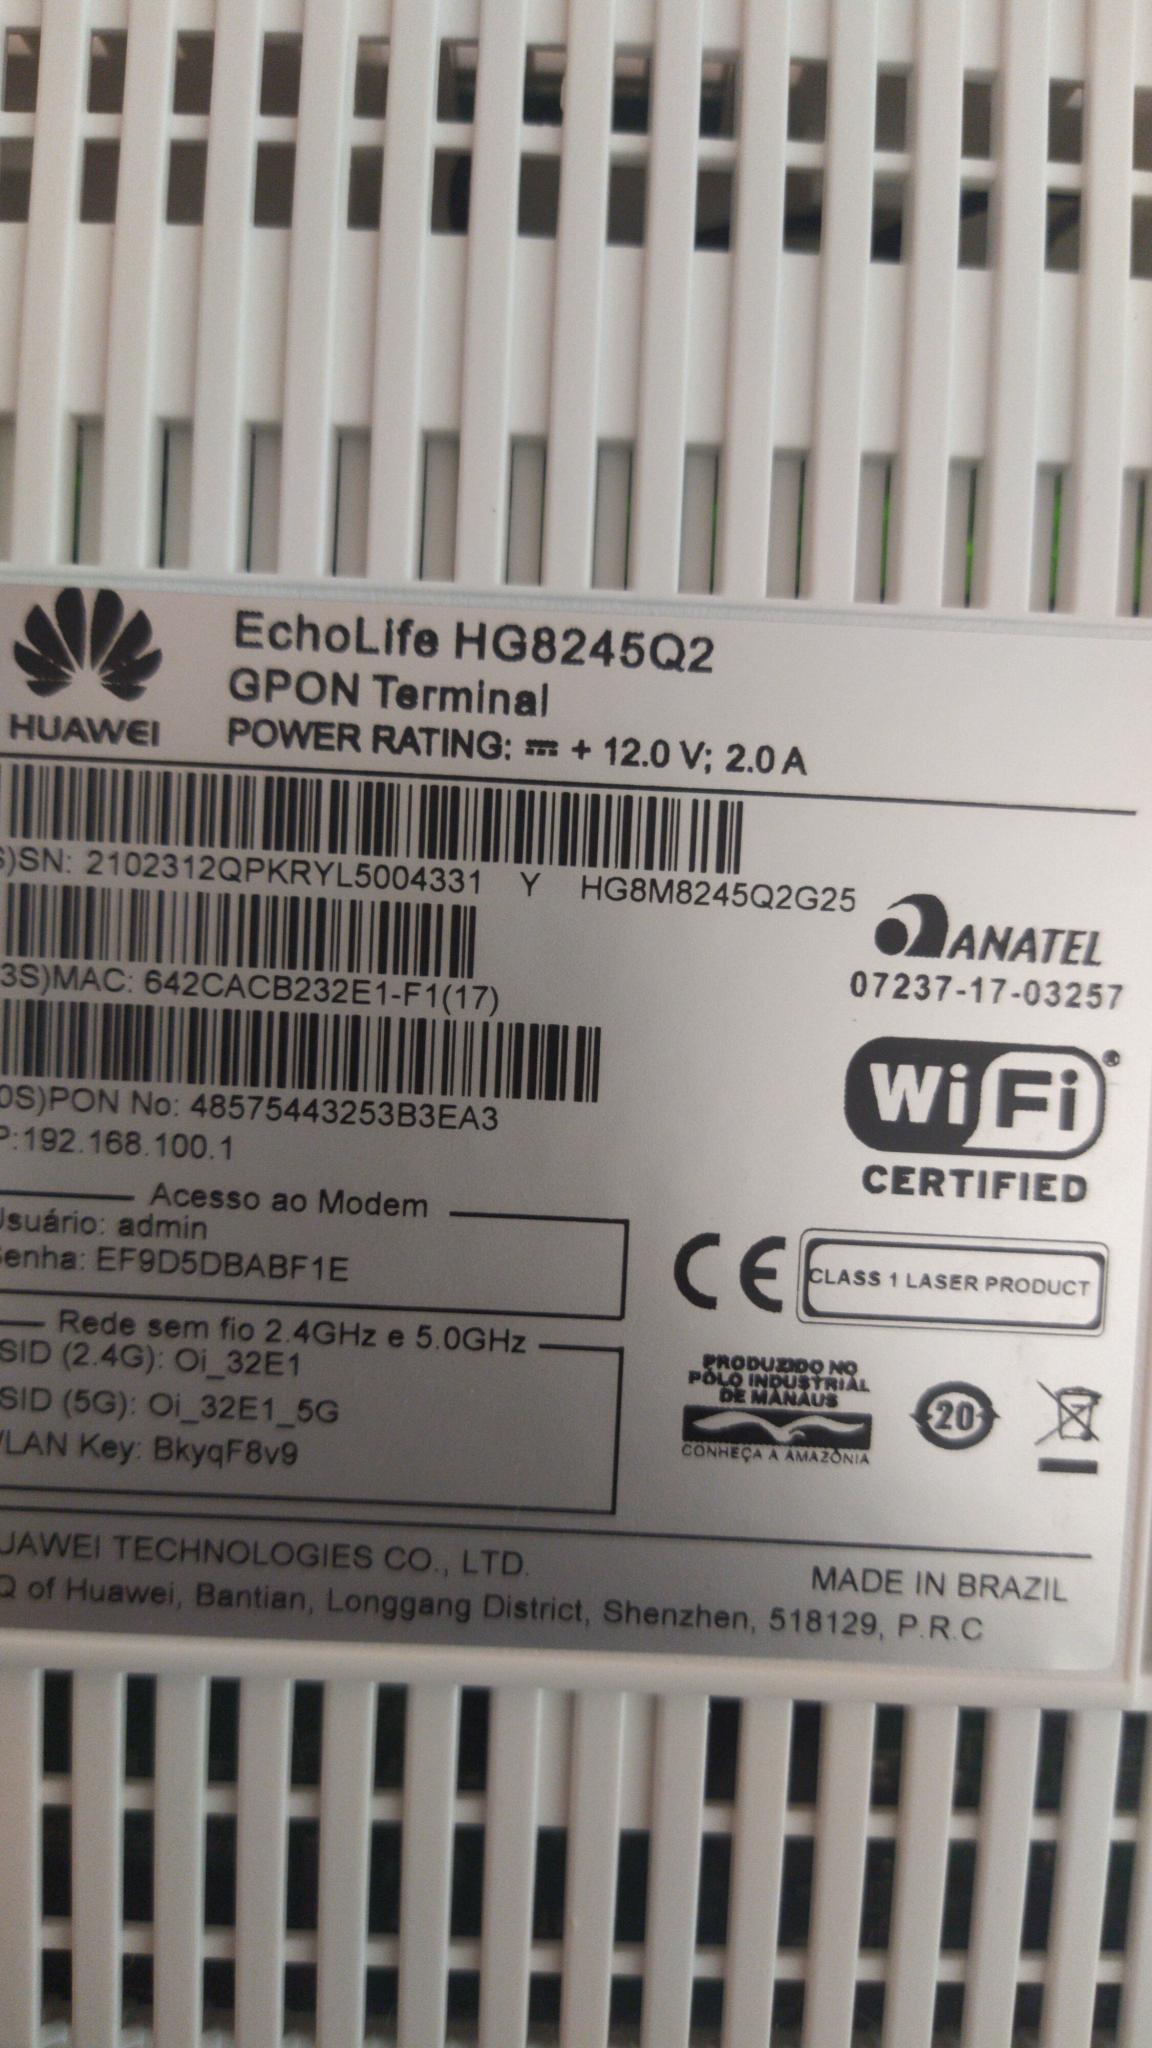 EchoLife HG8245Q2
GPON Terminal
HUAWEI
POWER RATING: ⎓ + 12.0 V; 2.0 A
S)SN: 2102312QPKRYL5004331 Y HG8M8245Q2G25
ANATEL
07237-17-03257
3S)MAC: 642CACB232E1-F1(17)
0S)PON No: 48575443253B3EA3
P:192.168.100.1
WiFi
CERTIFIED
Acesso ao Modem
Usuário: admin
Senha: EF9D5DBABF1E
CE
CLASS 1 LASER PRODUCT
Rede sem fio 2.4GHz e 5.0GHz
SID (2.4G): Oi_32E1
SID (5G): Oi_32E1_5G
LAN Key: BkyqF8v9
PRODUZIDO NO
PÓLO INDUSTRIAL
DE MANAUS
CONHEÇA A AMAZÔNIA
20
UAWEI TECHNOLOGIES CO., LTD.
MADE IN BRAZIL
Q of Huawei, Bantian, Longgang District, Shenzhen, 518129, P.R.C